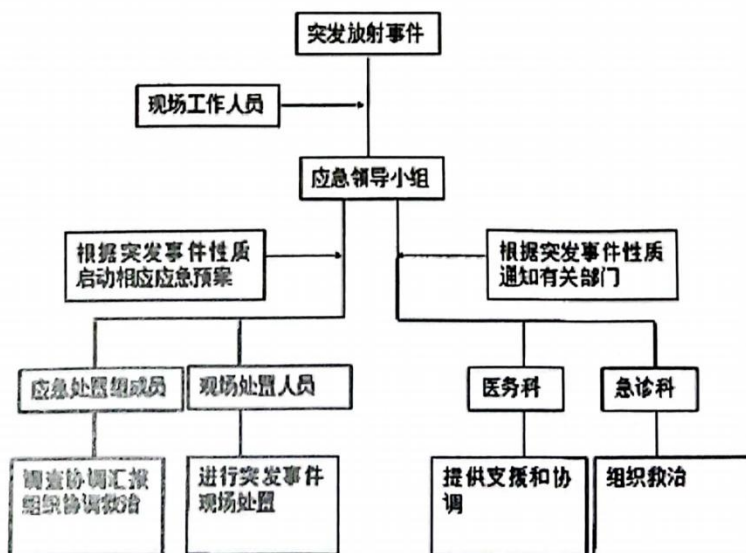 突发放射事件
现场工作人员
应急领导小组
根据突发事件性质
启动相应应急预案
根据突发事件性质
通知有关部门
应急处置组成员
现场处置人员
医务科
急诊科
调查协调汇报
组织协调救治
进行突发事件
现场处置
提供支援和协
调
组织救治